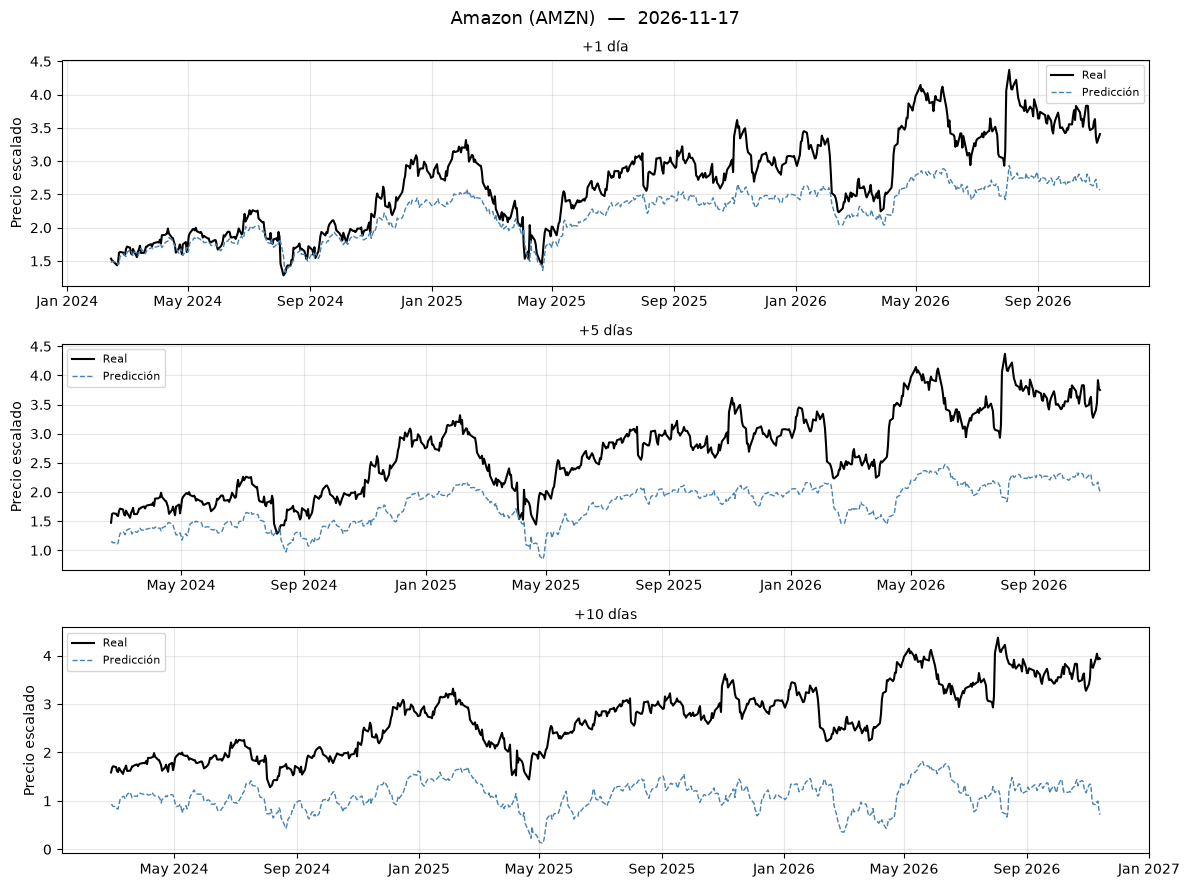 Amazon (AMZN) — 2026-11-17
+1 día
Precio escalado
4.5
4.0
3.5
3.0
2.5
2.0
1.5
Real
Predicción
Jan 2024 May 2024 Sep 2024 Jan 2025 May 2025 Sep 2025 Jan 2026 May 2026 Sep 2026
+5 días
Precio escalado
4.5
4.0
3.5
3.0
2.5
2.0
1.5
1.0
Real
Predicción
May 2024 Sep 2024 Jan 2025 May 2025 Sep 2025 Jan 2026 May 2026 Sep 2026
+10 días
Precio escalado
4
3
2
1
0
Real
Predicción
May 2024 Sep 2024 Jan 2025 May 2025 Sep 2025 Jan 2026 May 2026 Sep 2026 Jan 2027